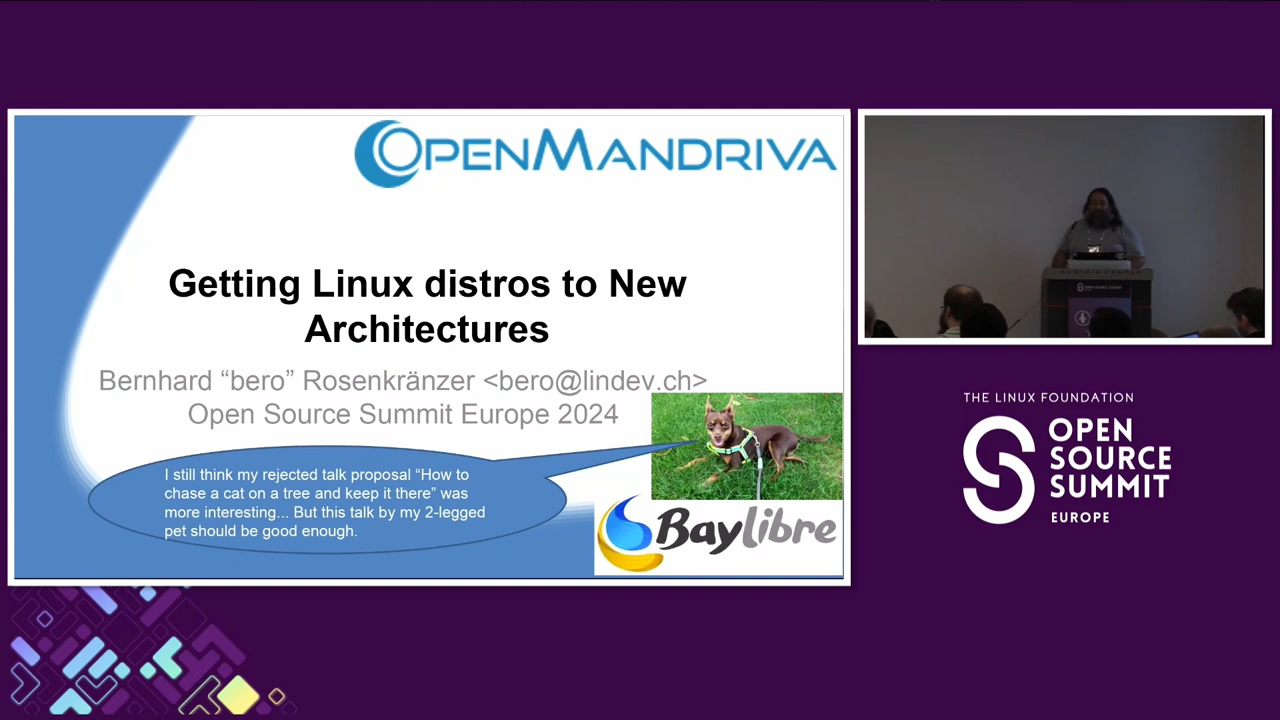 OPENMANDRIVA
Getting Linux distros to New
Architectures
Bernhard “bero” Rosenkränzer <bero@lindev.ch>
Open Source Summit Europe 2024
I still think my rejected talk proposal “How to
chase a cat on a tree and keep it there” was
more interesting... But this talk by my 2-legged
pet should be good enough.
Baylibre
THE LINUX FOUNDATION
OPEN
SOURCE
SUMMIT
EUROPE